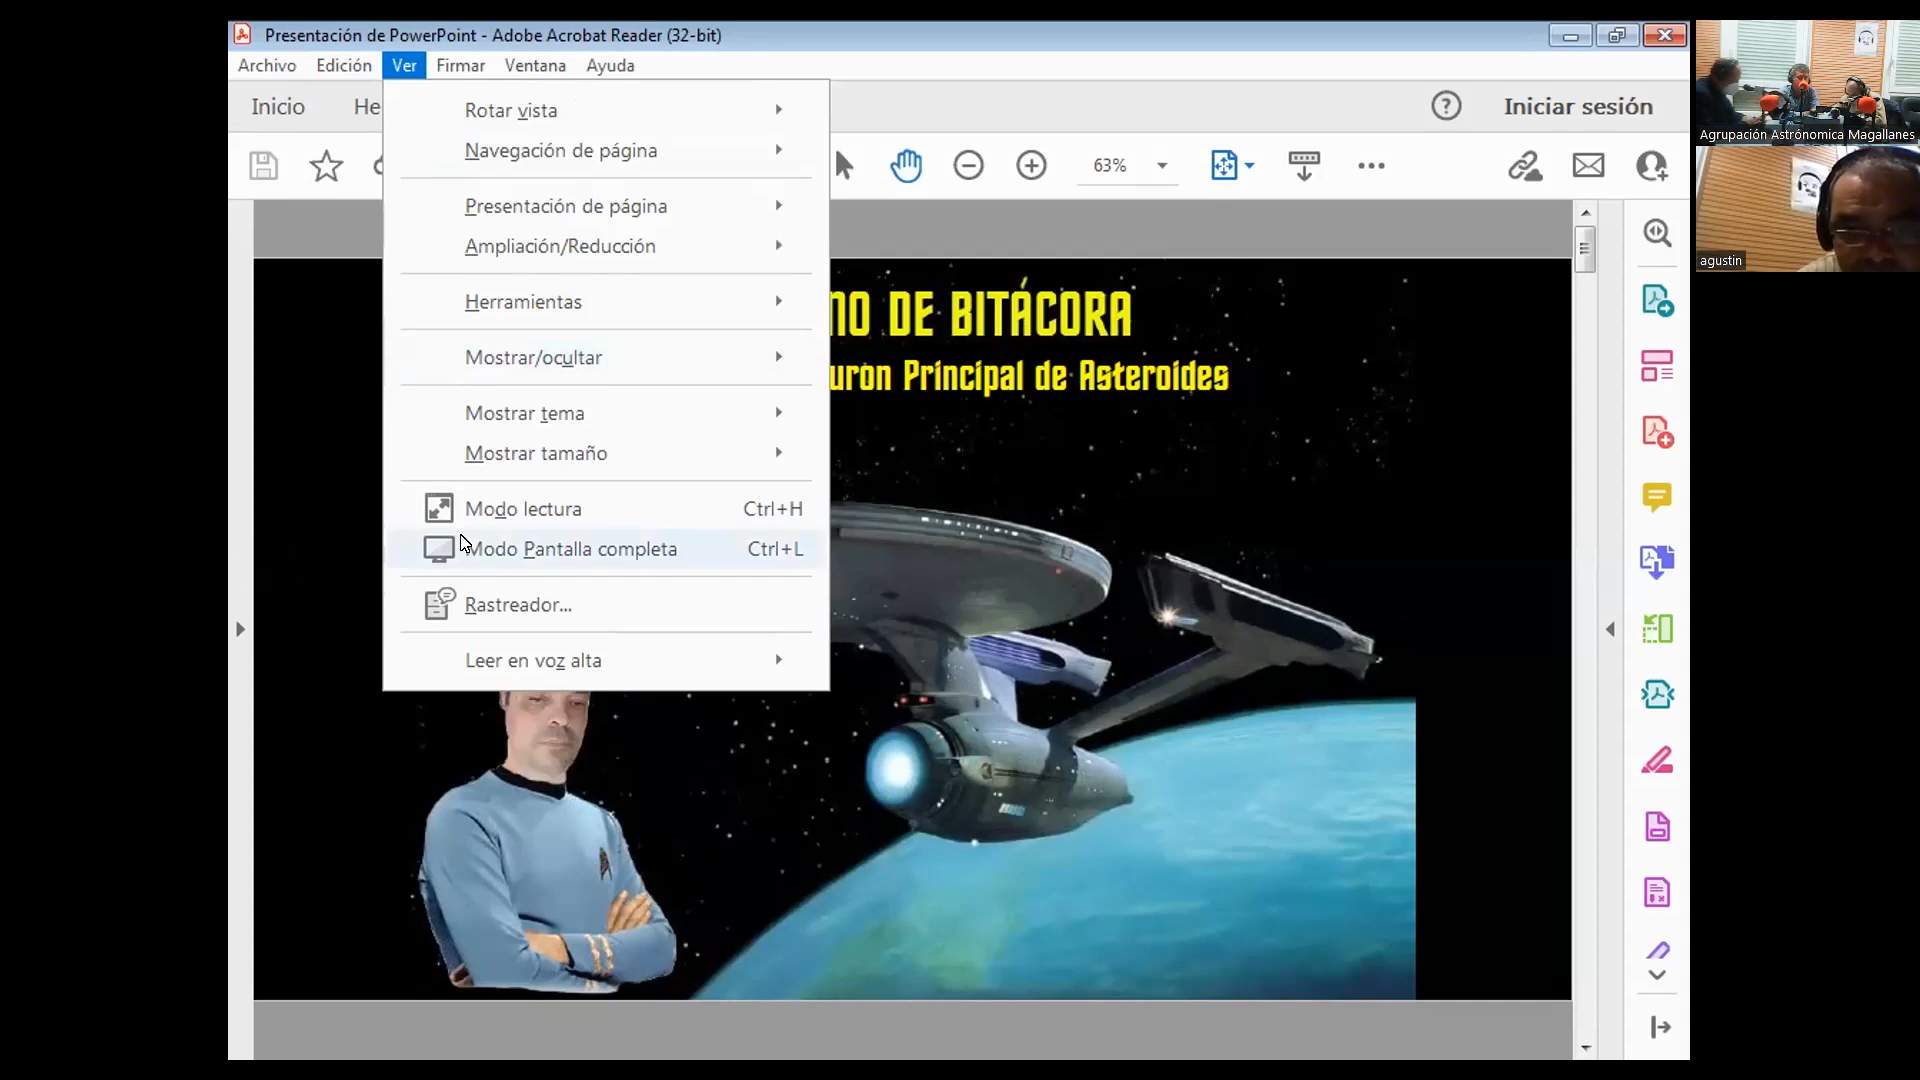 Presentación de PowerPoint - Adobe Acrobat Reader (32-bit)
Archivo Edición Ver Firmar Ventana Ayuda
Inicio He
Iniciar sesión
63%
Rotar vista
Navegación de página
Presentación de página
Ampliación/Reducción
Herramientas
Mostrar/ocultar
Mostrar tema
Mostrar tamaño
Modo lectura Ctrl+H
Modo Pantalla completa Ctrl+L
Rastreador...
Leer en voz alta
NO DE BITÁCORA
uron Principal de Asteroides
Agrupación Astrónomica Magallanes
agustin